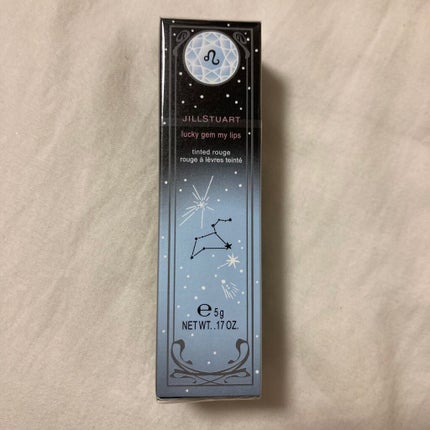 ♌
JILLSTUART
lucky gem my lips
tinted rouge
rouge à lèvres teinté
℮ 5g
NET WT. .17 OZ.